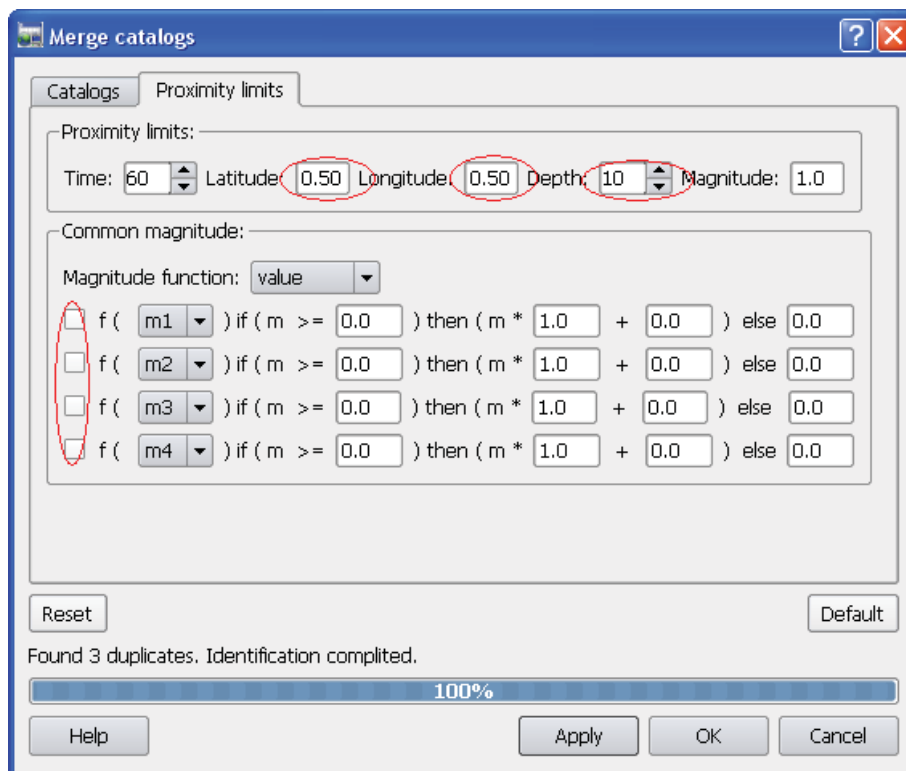 Merge catalogs
Catalogs Proximity limits
Proximity limits:
Time: 60 Latitude: 0.50 Longitude: 0.50 Depth: 10 Magnitude: 1.0
Common magnitude:
Magnitude function: value
f ( m1 ) if ( m >= 0.0 ) then ( m * 1.0 + 0.0 ) else 0.0
f ( m2 ) if ( m >= 0.0 ) then ( m * 1.0 + 0.0 ) else 0.0
f ( m3 ) if ( m >= 0.0 ) then ( m * 1.0 + 0.0 ) else 0.0
f ( m4 ) if ( m >= 0.0 ) then ( m * 1.0 + 0.0 ) else 0.0
Reset Default
Found 3 duplicates. Identification complited.
100%
Help Apply OK Cancel